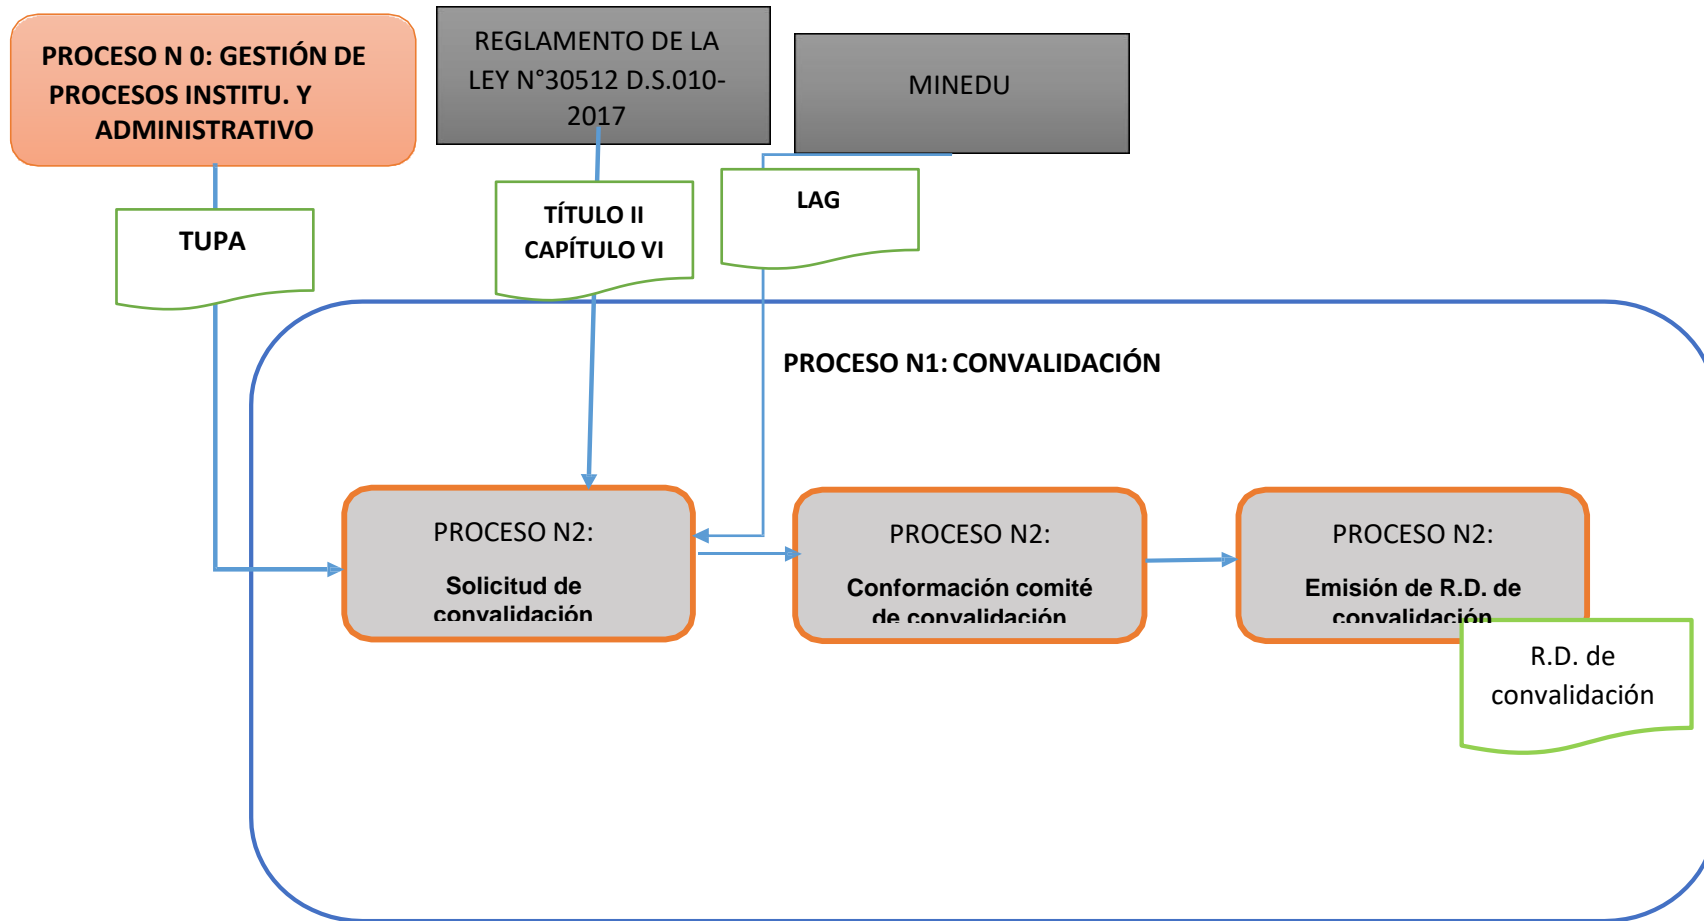 PROCESO N 0: GESTIÓN DE
PROCESOS INSTITU. Y
ADMINISTRATIVO
REGLAMENTO DE LA
LEY N°30512 D.S.010-
2017
MINEDU
TUPA
TÍTULO II
CAPÍTULO VI
LAG
PROCESO N1: CONVALIDACIÓN
PROCESO N2:
Solicitud de
convalidación
PROCESO N2:
Conformación comité
de convalidación
PROCESO N2:
Emisión de R.D. de
convalidación
R.D. de
convalidación